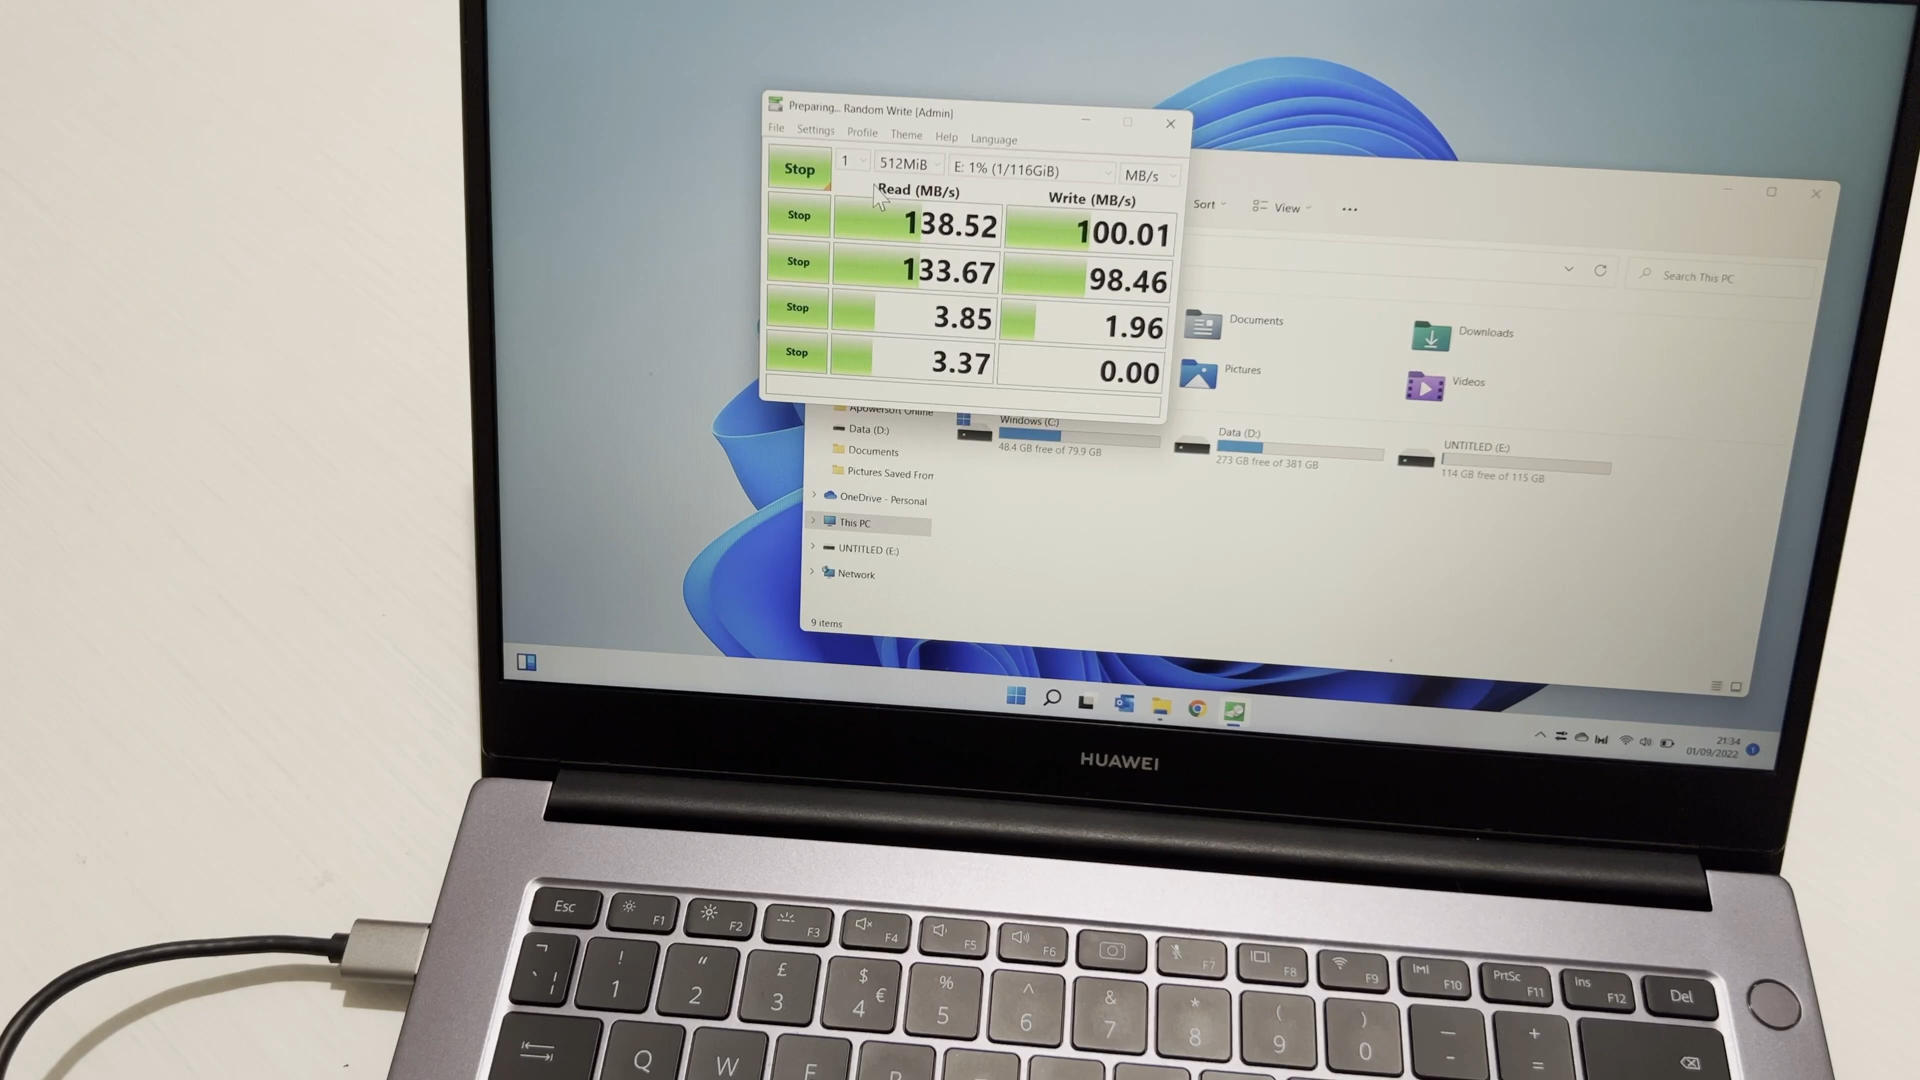 Preparing... Random Write [Admin]
File Settings Profile Theme Help Language
Stop 1 512MiB E: 1% (1/116GiB) MB/s
Read (MB/s) Write (MB/s)
Stop 138.52 100.01
Stop 133.67 98.46
Stop 3.85 1.96
Stop 3.37 0.00
Sort View ...
Search This PC
Documents Downloads
Pictures Videos
Windows (C:)
48.4 GB free of 79.9 GB
Data (D:)
273 GB free of 381 GB
UNTITLED (E:)
114 GB free of 115 GB
Apowersoft Online
Data (D:)
Documents
Pictures Saved From
OneDrive - Personal
This PC
UNTITLED (E:)
Network
9 items
21:34
01/09/2022
1
HUAWEI
Esc F1 F2 F3 F4 F5 F6 F7 F8 F9 F10 PrtSc F11 Ins F12 Del
` ¦ ¬ ! 1 " 2 £ 3 $ 4 € % 5 ^ 6 & 7 * 8 ( 9 ) 0 _ - + =
Q W